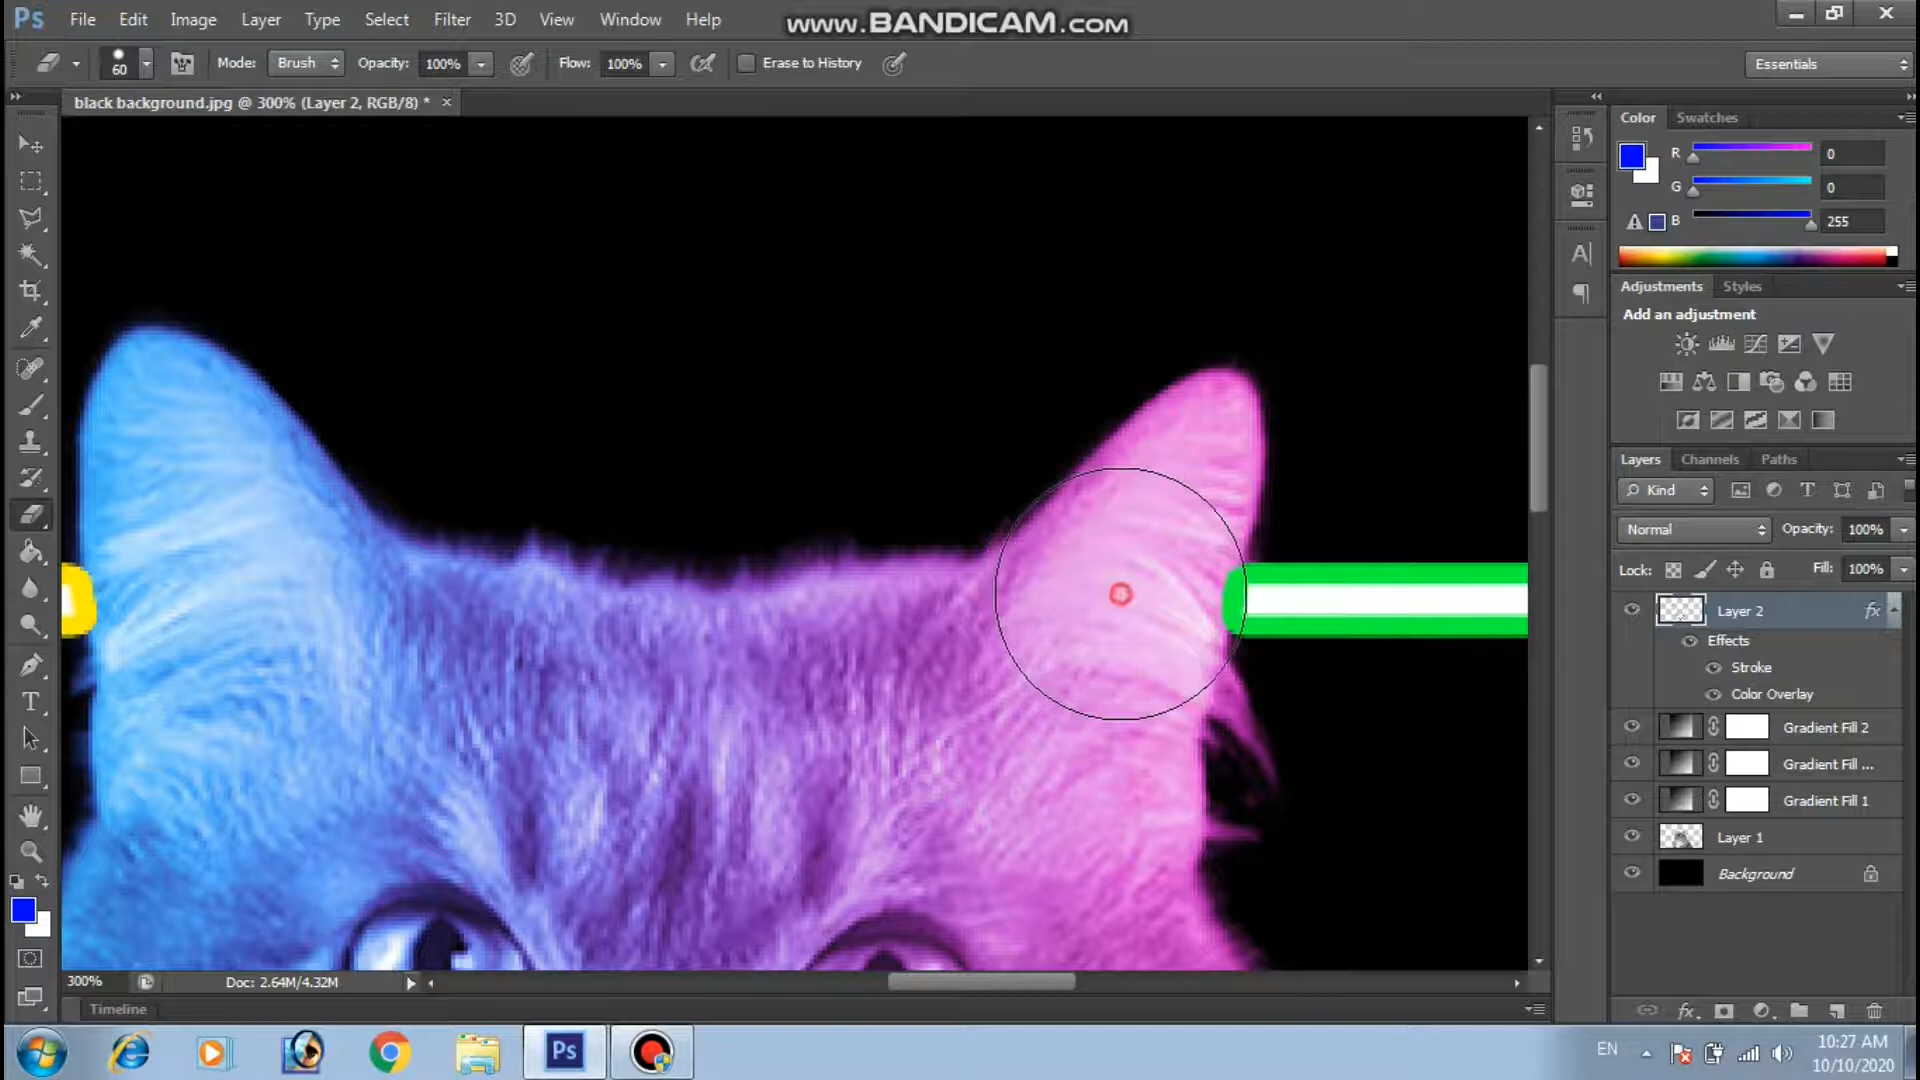 www.BANDICAM.com
Ps File Edit Image Layer Type Select Filter 3D View Window Help
60 Mode: Brush Opacity: 100% Flow: 100% Erase to History Essentials
black background.jpg @ 300% (Layer 2, RGB/8) * ×
Color Swatches
R 0
G 0
B 255
Adjustments Styles
Add an adjustment
Layers Channels Paths
Kind
Normal Opacity: 100%
Lock: Fill: 100%
Layer 2 fx
Effects
Stroke
Color Overlay
Gradient Fill 2
Gradient Fill ...
Gradient Fill 1
Layer 1
Background
300% Doc: 2.64M/4.32M
Timeline
fx
Ps
EN
10:27 AM
10/10/2020